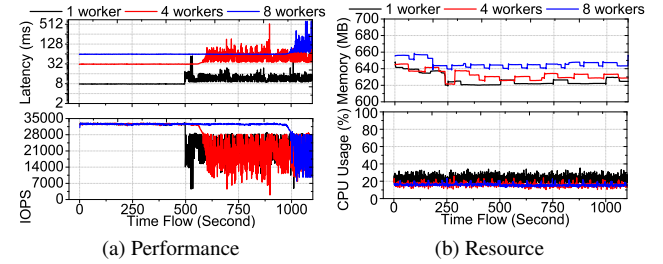 1 worker 4 workers 8 workers
Latency (ms)
512
128
32
8
2
IOPS
35000
28000
21000
14000
7000
0
0 250 500 750 1000
Time Flow (Second)
(a) Performance
1 worker 4 workers 8 workers
Memory (MB)
700
680
660
640
620
600
CPU Usage (%)
100
80
60
40
20
0
0 250 500 750 1000
Time Flow (Second)
(b) Resource